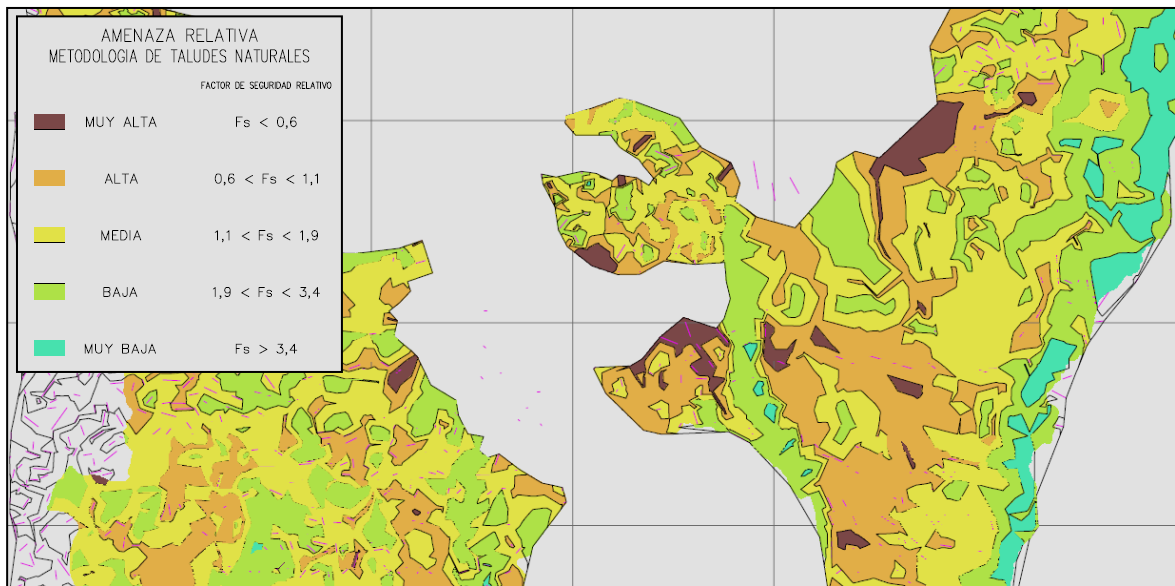 AMENAZA RELATIVA
METODOLOGIA DE TALUDES NATURALES
FACTOR DE SEGURIDAD RELATIVO
MUY ALTA Fs < 0,6
ALTA 0,6 < Fs < 1,1
MEDIA 1,1 < Fs < 1,9
BAJA 1,9 < Fs < 3,4
MUY BAJA Fs > 3,4